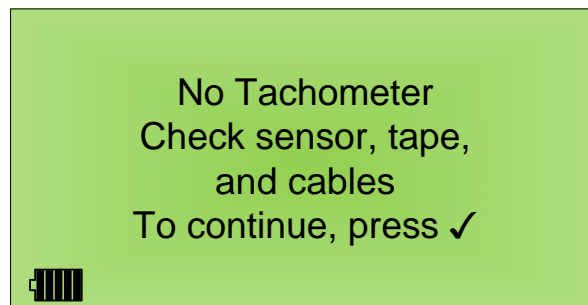 No Tachometer
Check sensor, tape,
and cables
To continue, press ✓